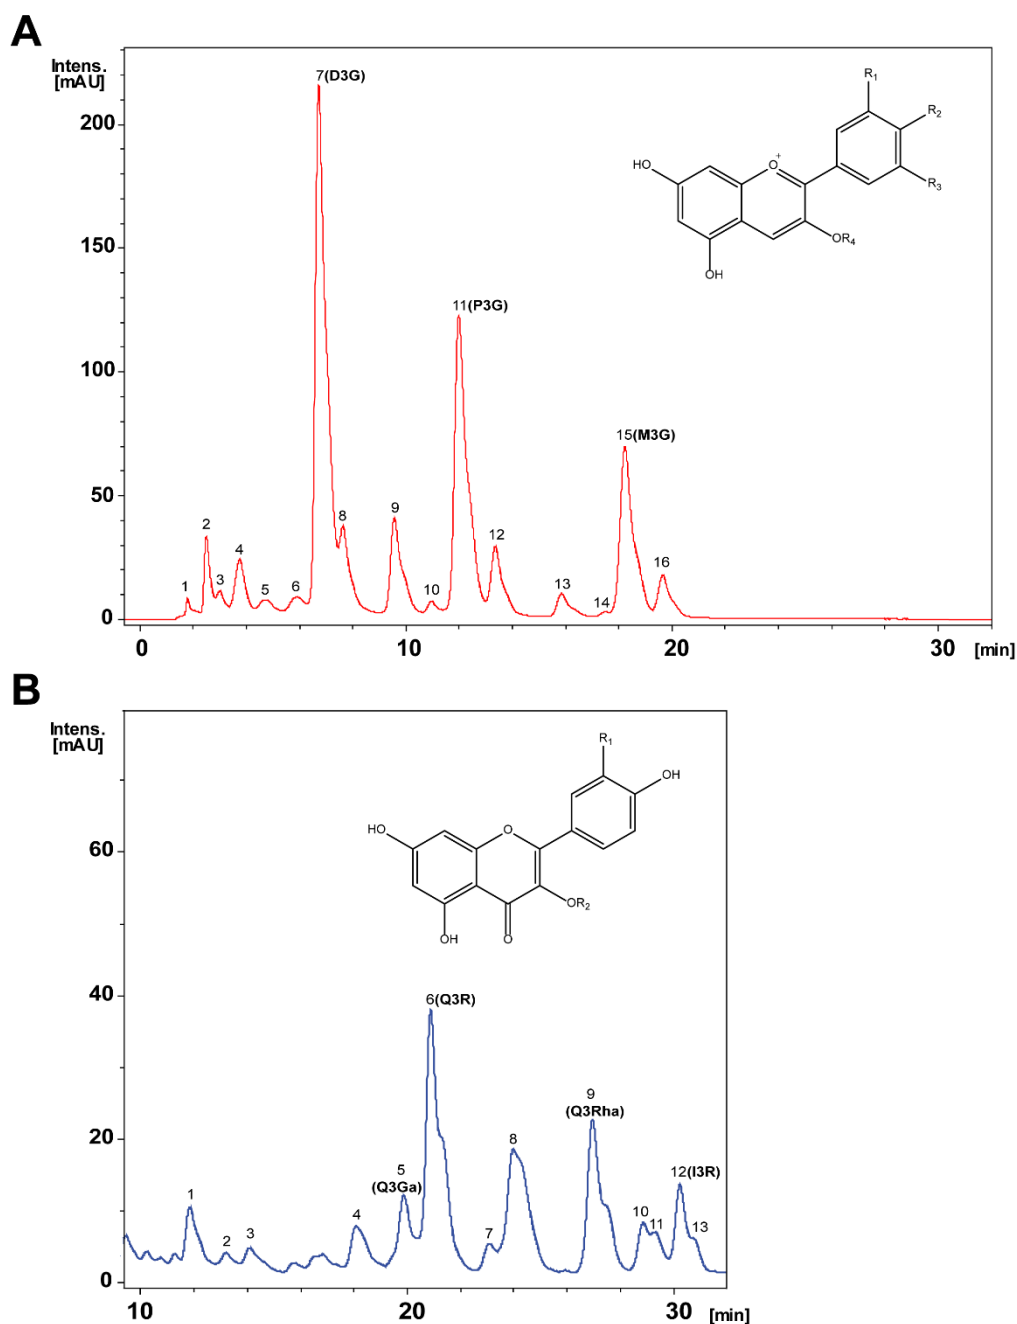 A
Intens.
[mAU]
7(D3G)
R1
R2
HO
O+
R3
OR4
OH
200
150
11(P3G)
100
15(M3G)
50
2
8
9
12
4
1
3
5
6
10
13
14
16
0
0
10
20
30
[min]
B
Intens.
[mAU]
R1
OH
HO
O
OR2
OH
O
60
40
6(Q3R)
20
9
(Q3Rha)
8
5
(Q3Ga)
12(I3R)
1
2
3
4
7
10
11
13
0
10
20
30
[min]